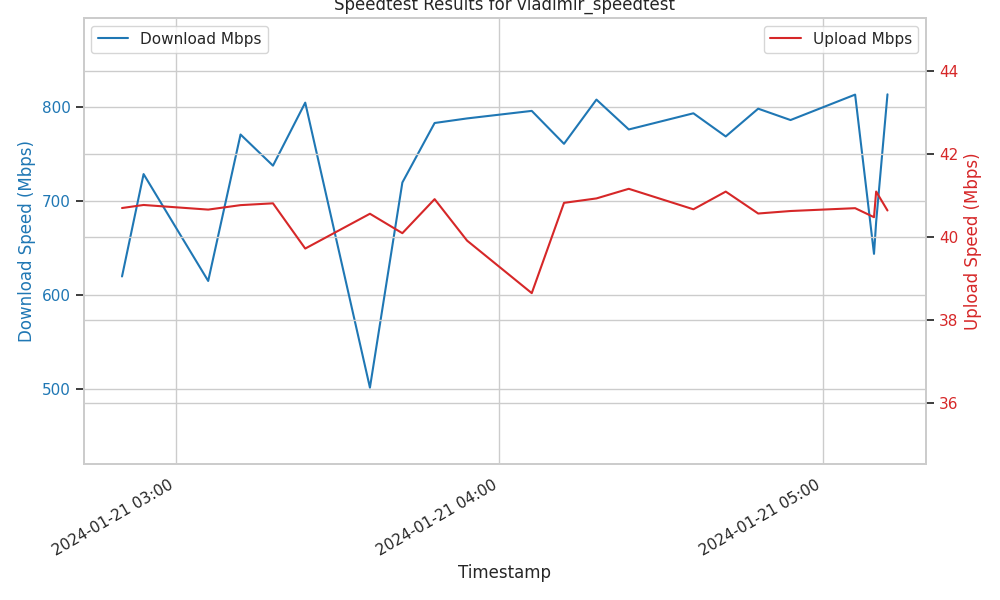 Speedtest Results for vladimir_speedtest
Download Mbps
Upload Mbps
800
700
600
500
44
42
40
38
36
Download Speed (Mbps)
Upload Speed (Mbps)
2024-01-21 03:00
2024-01-21 04:00
2024-01-21 05:00
Timestamp